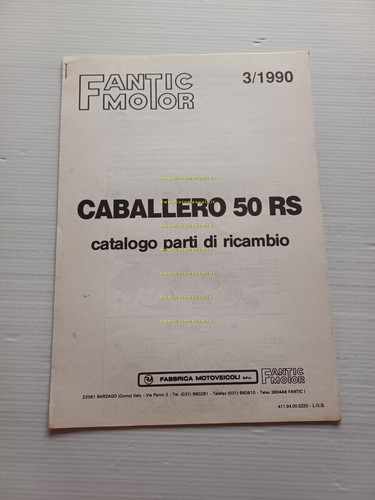 FANTIC
MOTOR
3/1990
CABALLERO 50 RS
catalogo parti di ricambio
FABBRICA MOTOVEICOLI S.P.A.
FANTIC
MOTOR
22061 BARZAGO (Como) Italy - Via Parini 3 - Tel. (031) 860281 - Telefax (031) 860610 - Telex 380448 FANTIC I
411.94.00.5220 - L.G.S.